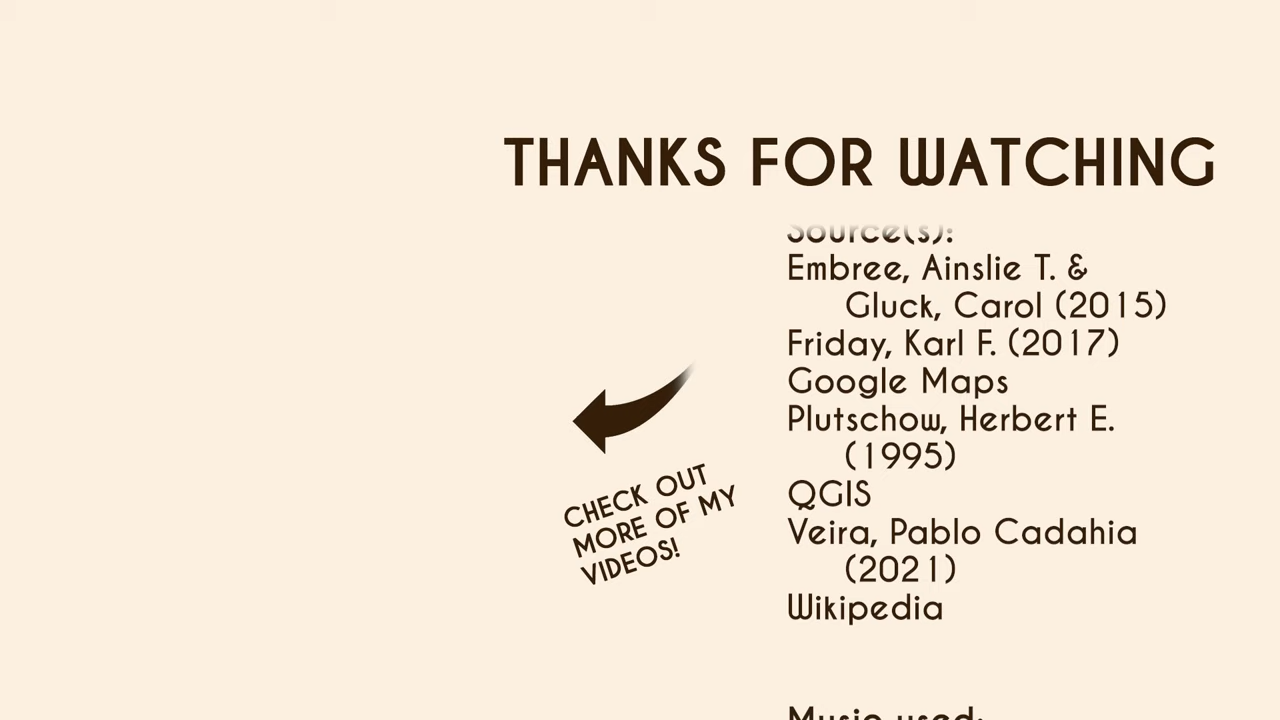 THANKS FOR WATCHING
Source(s):
Embree, Ainslie T. &
Gluck, Carol (2015)
Friday, Karl F. (2017)
Google Maps
Plutschow, Herbert E.
(1995)
QGIS
Veira, Pablo Cadahia
(2021)
Wikipedia
Music used:
CHECK OUT
MORE OF MY
VIDEOS!